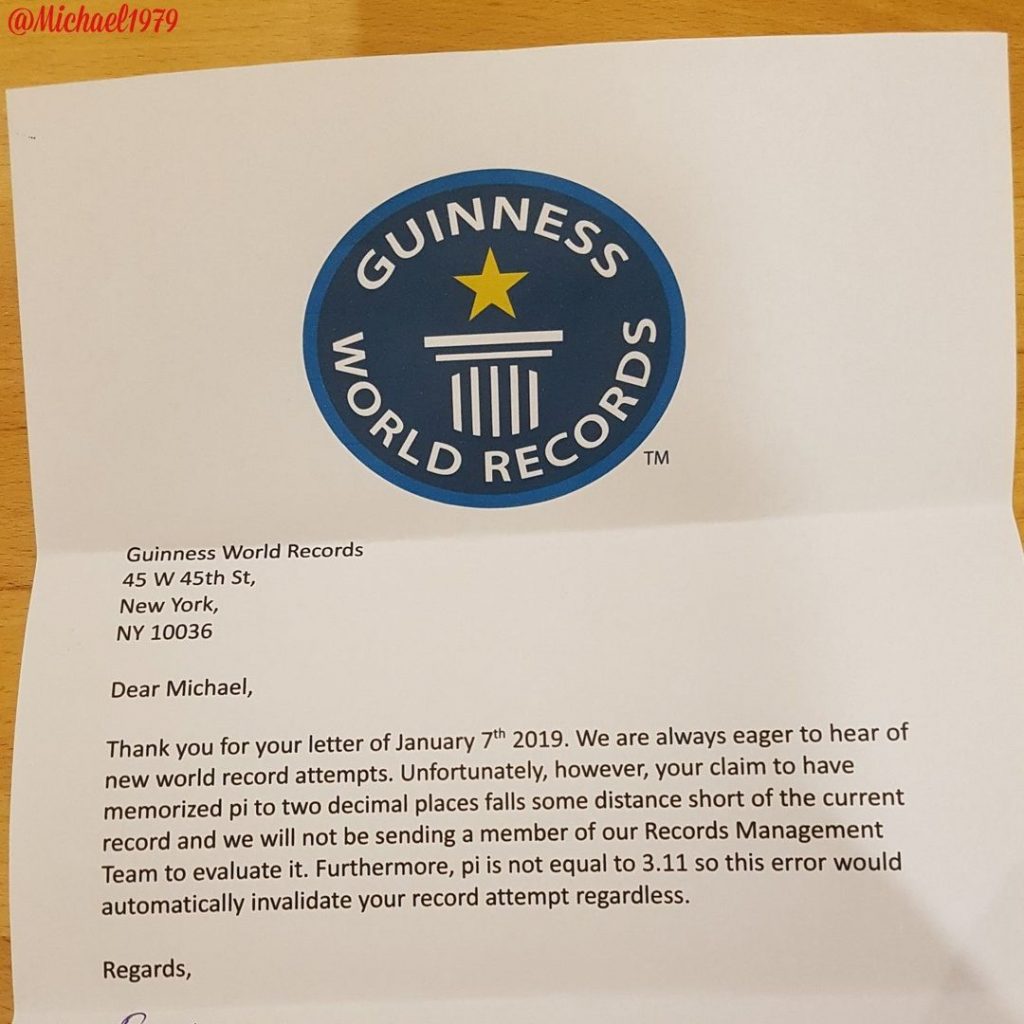 @Michael1979
GUINNESS
WORLD RECORDS
TM
Guinness World Records
45 W 45th St,
New York,
NY 10036
Dear Michael,
Thank you for your letter of January 7th 2019. We are always eager to hear of
new world record attempts. Unfortunately, however, your claim to have
memorized pi to two decimal places falls some distance short of the current
record and we will not be sending a member of our Records Management
Team to evaluate it. Furthermore, pi is not equal to 3.11 so this error would
automatically invalidate your record attempt regardless.
Regards,